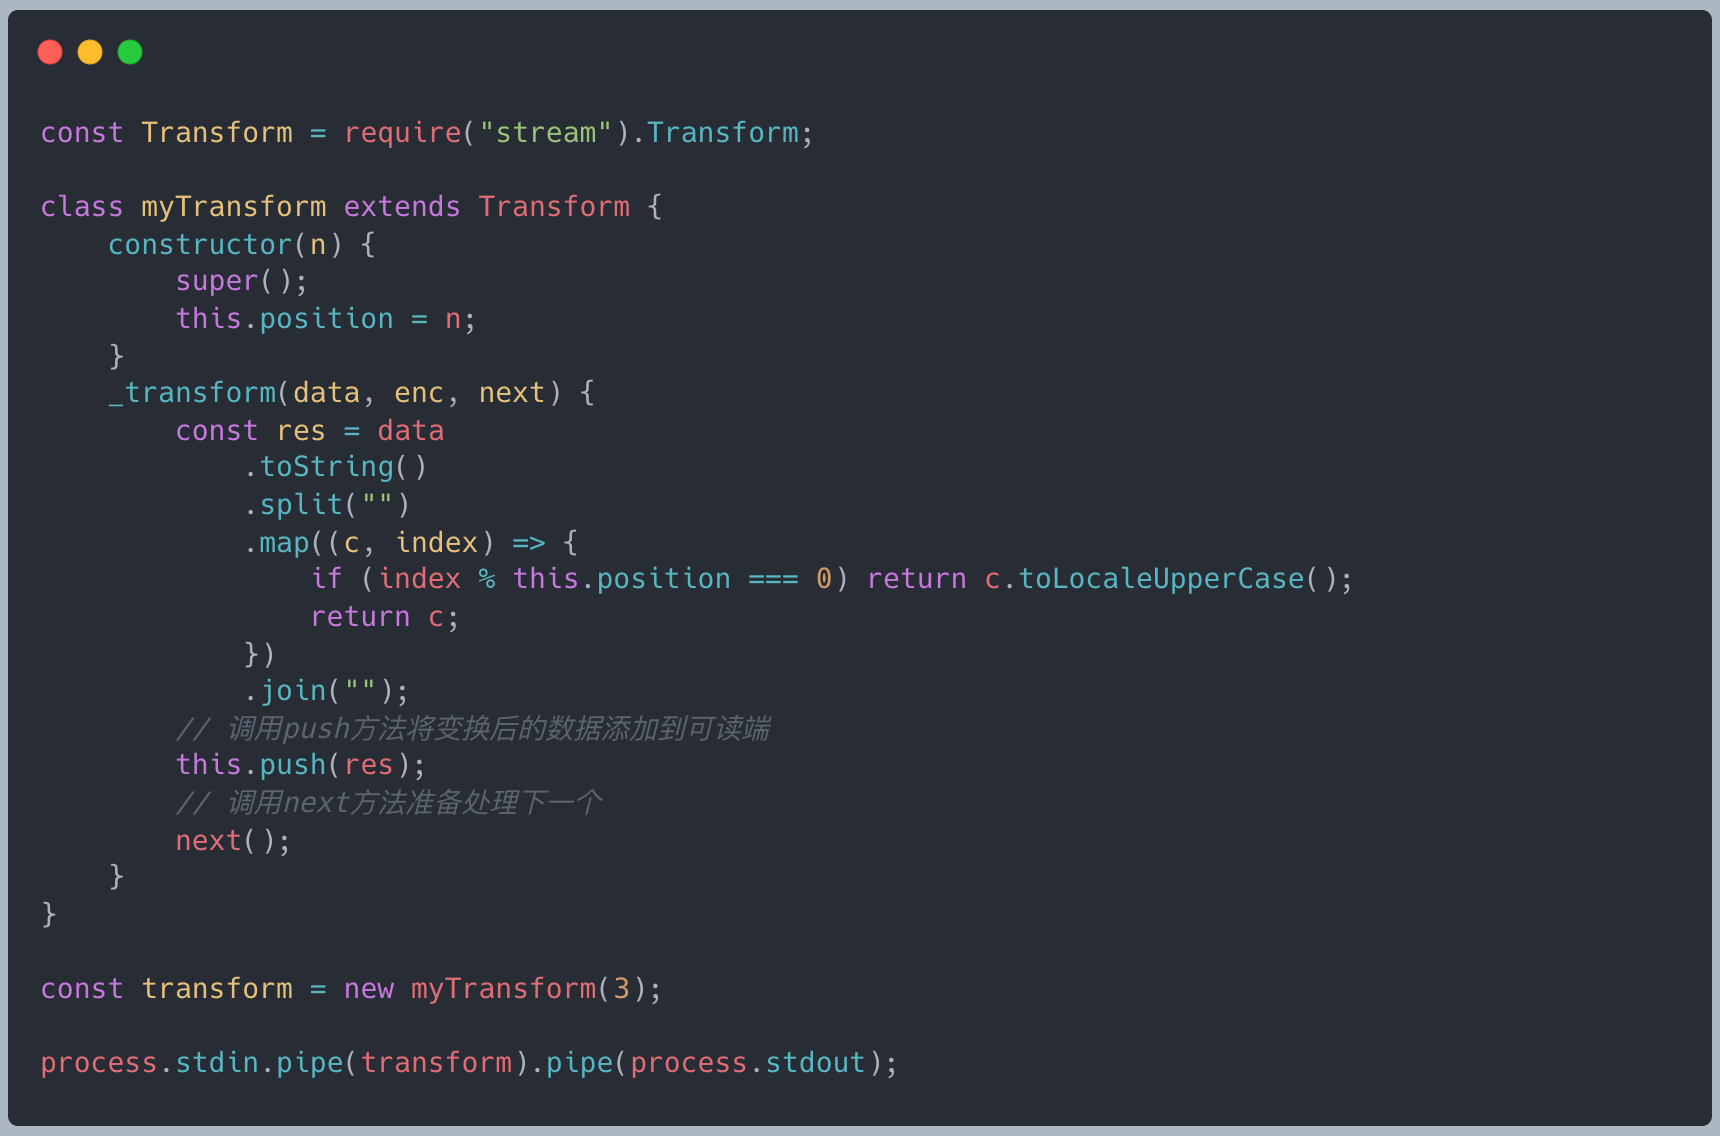 const Transform = require("stream").Transform;
class myTransform extends Transform {
constructor(n) {
super();
this.position = n;
}
_transform(data, enc, next) {
const res = data
.toString()
.split("")
.map((c, index) => {
if (index % this.position === 0) return c.toLocaleUpperCase();
return c;
})
.join("");
// 调用push方法将变换后的数据添加到可读端
this.push(res);
// 调用next方法准备处理下一个
next();
}
}
const transform = new myTransform(3);
process.stdin.pipe(transform).pipe(process.stdout);